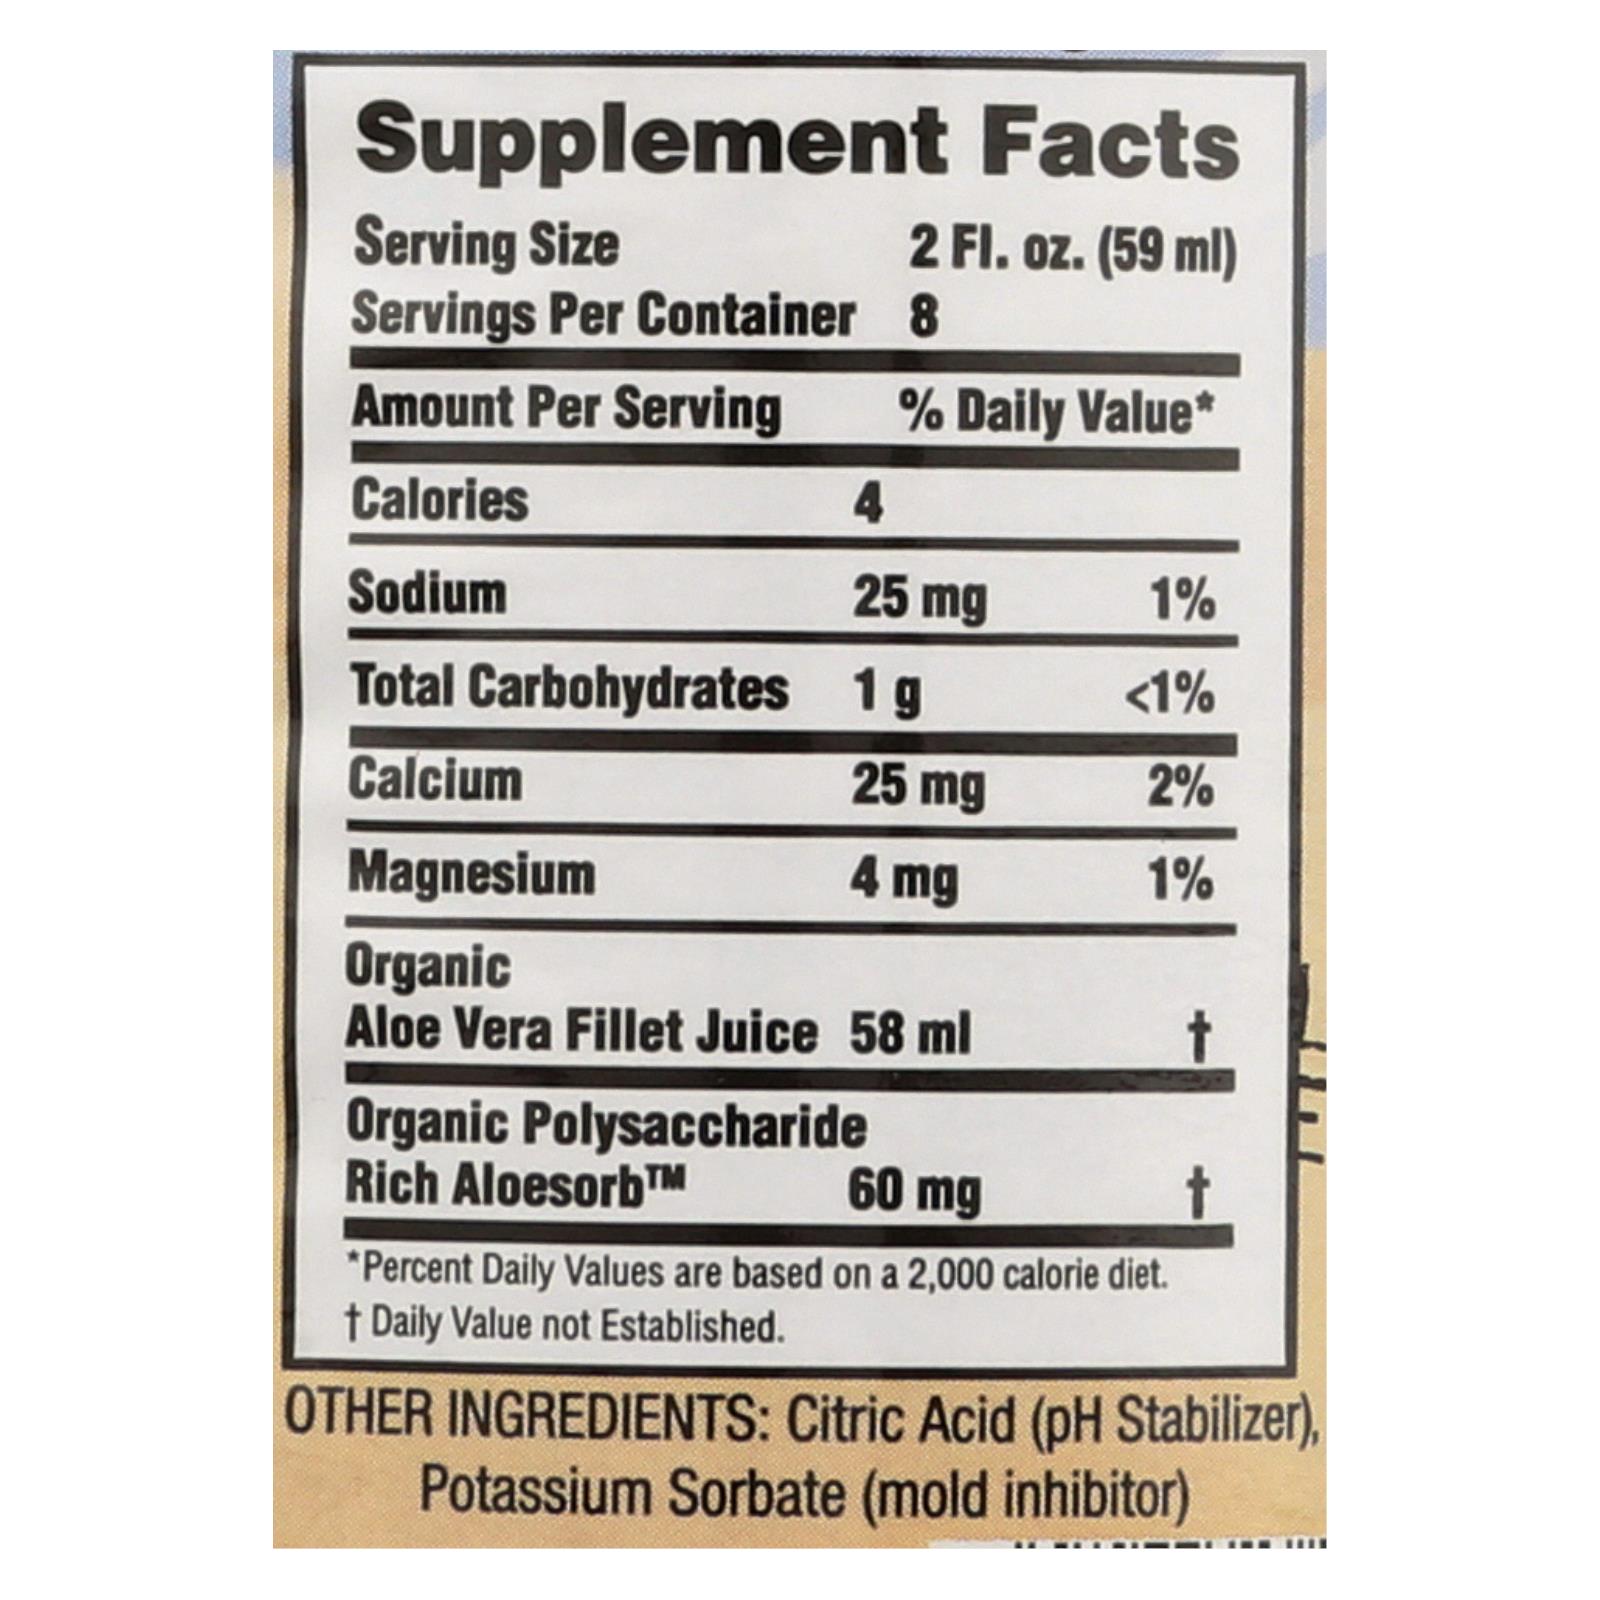 Supplement Facts
Serving Size 2 Fl. oz. (59 ml)
Servings Per Container 8
Amount Per Serving % Daily Value*
Calories 4
Sodium 25 mg 1%
Total Carbohydrates 1 g <1%
Calcium 25 mg 2%
Magnesium 4 mg 1%
Organic
Aloe Vera Fillet Juice 58 ml †
Organic Polysaccharide
Rich Aloesorb™ 60 mg †
*Percent Daily Values are based on a 2,000 calorie diet.
† Daily Value not Established.
OTHER INGREDIENTS: Citric Acid (pH Stabilizer),
Potassium Sorbate (mold inhibitor)